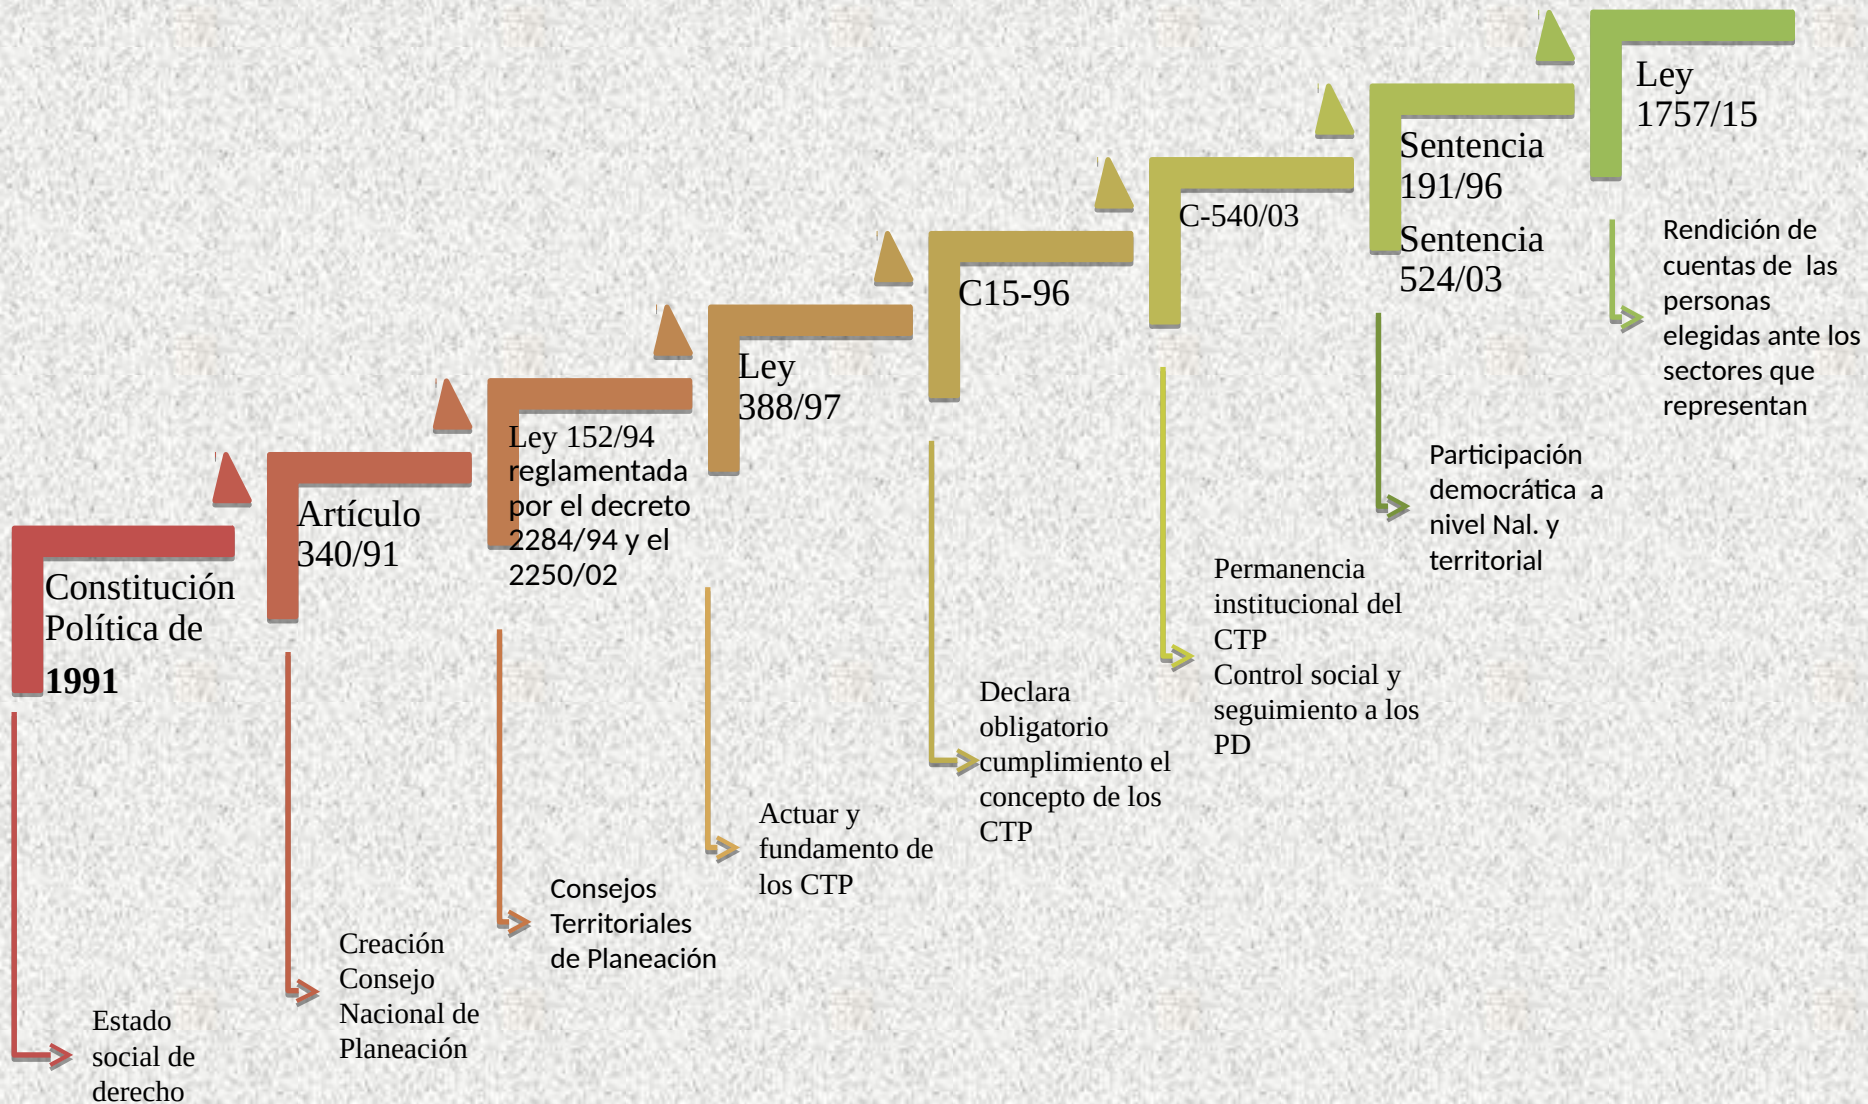 Constitución
Política de
1991
Estado
social de
derecho
Artículo
340/91
Creación
Consejo
Nacional de
Planeación
Ley 152/94
reglamentada
por el decreto
2284/94 y el
2250/02
Consejos
Territoriales
de Planeación
Ley
388/97
Actuar y
fundamento de
los CTP
C15-96
Declara
obligatorio
cumplimiento el
concepto de los
CTP
C-540/03
Permanencia
institucional del
CTP
Control social y
seguimiento a los
PD
Sentencia
191/96
Sentencia
524/03
Participación
democrática a
nivel Nal. y
territorial
Ley
1757/15
Rendición de
cuentas de las
personas
elegidas ante los
sectores que
representan